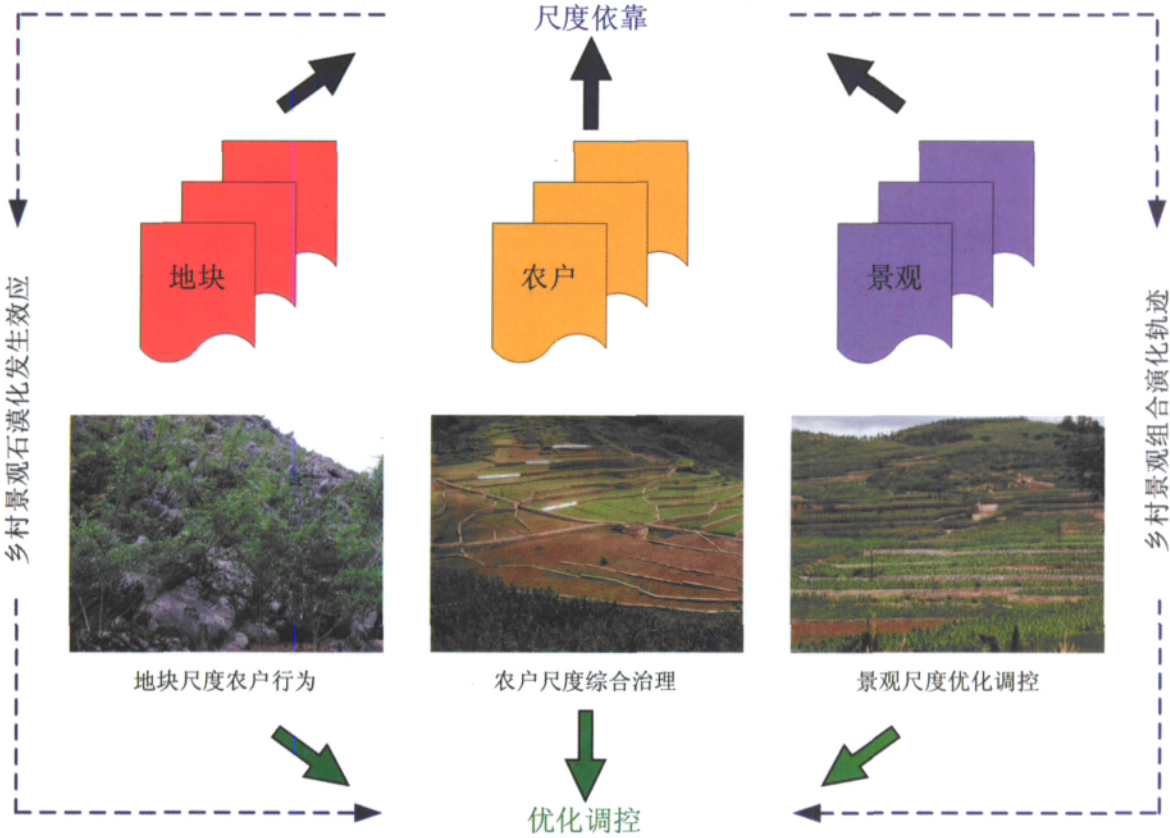 尺度依靠
地块
农户
景观
乡村景观石漠化发生效应
乡村景观组合演化轨迹
地块尺度农户行为
农户尺度综合治理
景观尺度优化调控
优化调控